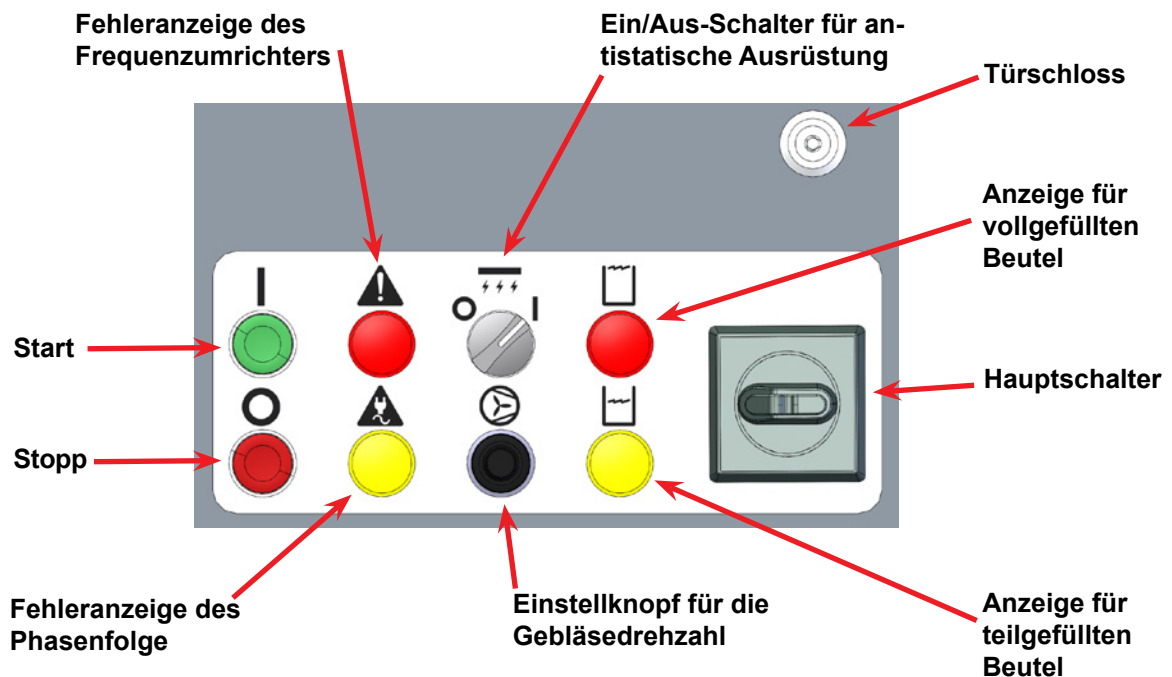 Fehleranzeige des
Frequenzumrichters
Ein/Aus-Schalter für an-
tistatische Ausrüstung
Türschloss
Anzeige für
vollgefüllten
Beutel
Start
Hauptschalter
Stopp
Fehleranzeige des
Phasenfolge
Einstellknopf für die
Gebläsedrehzahl
Anzeige für
teilgefüllten
Beutel